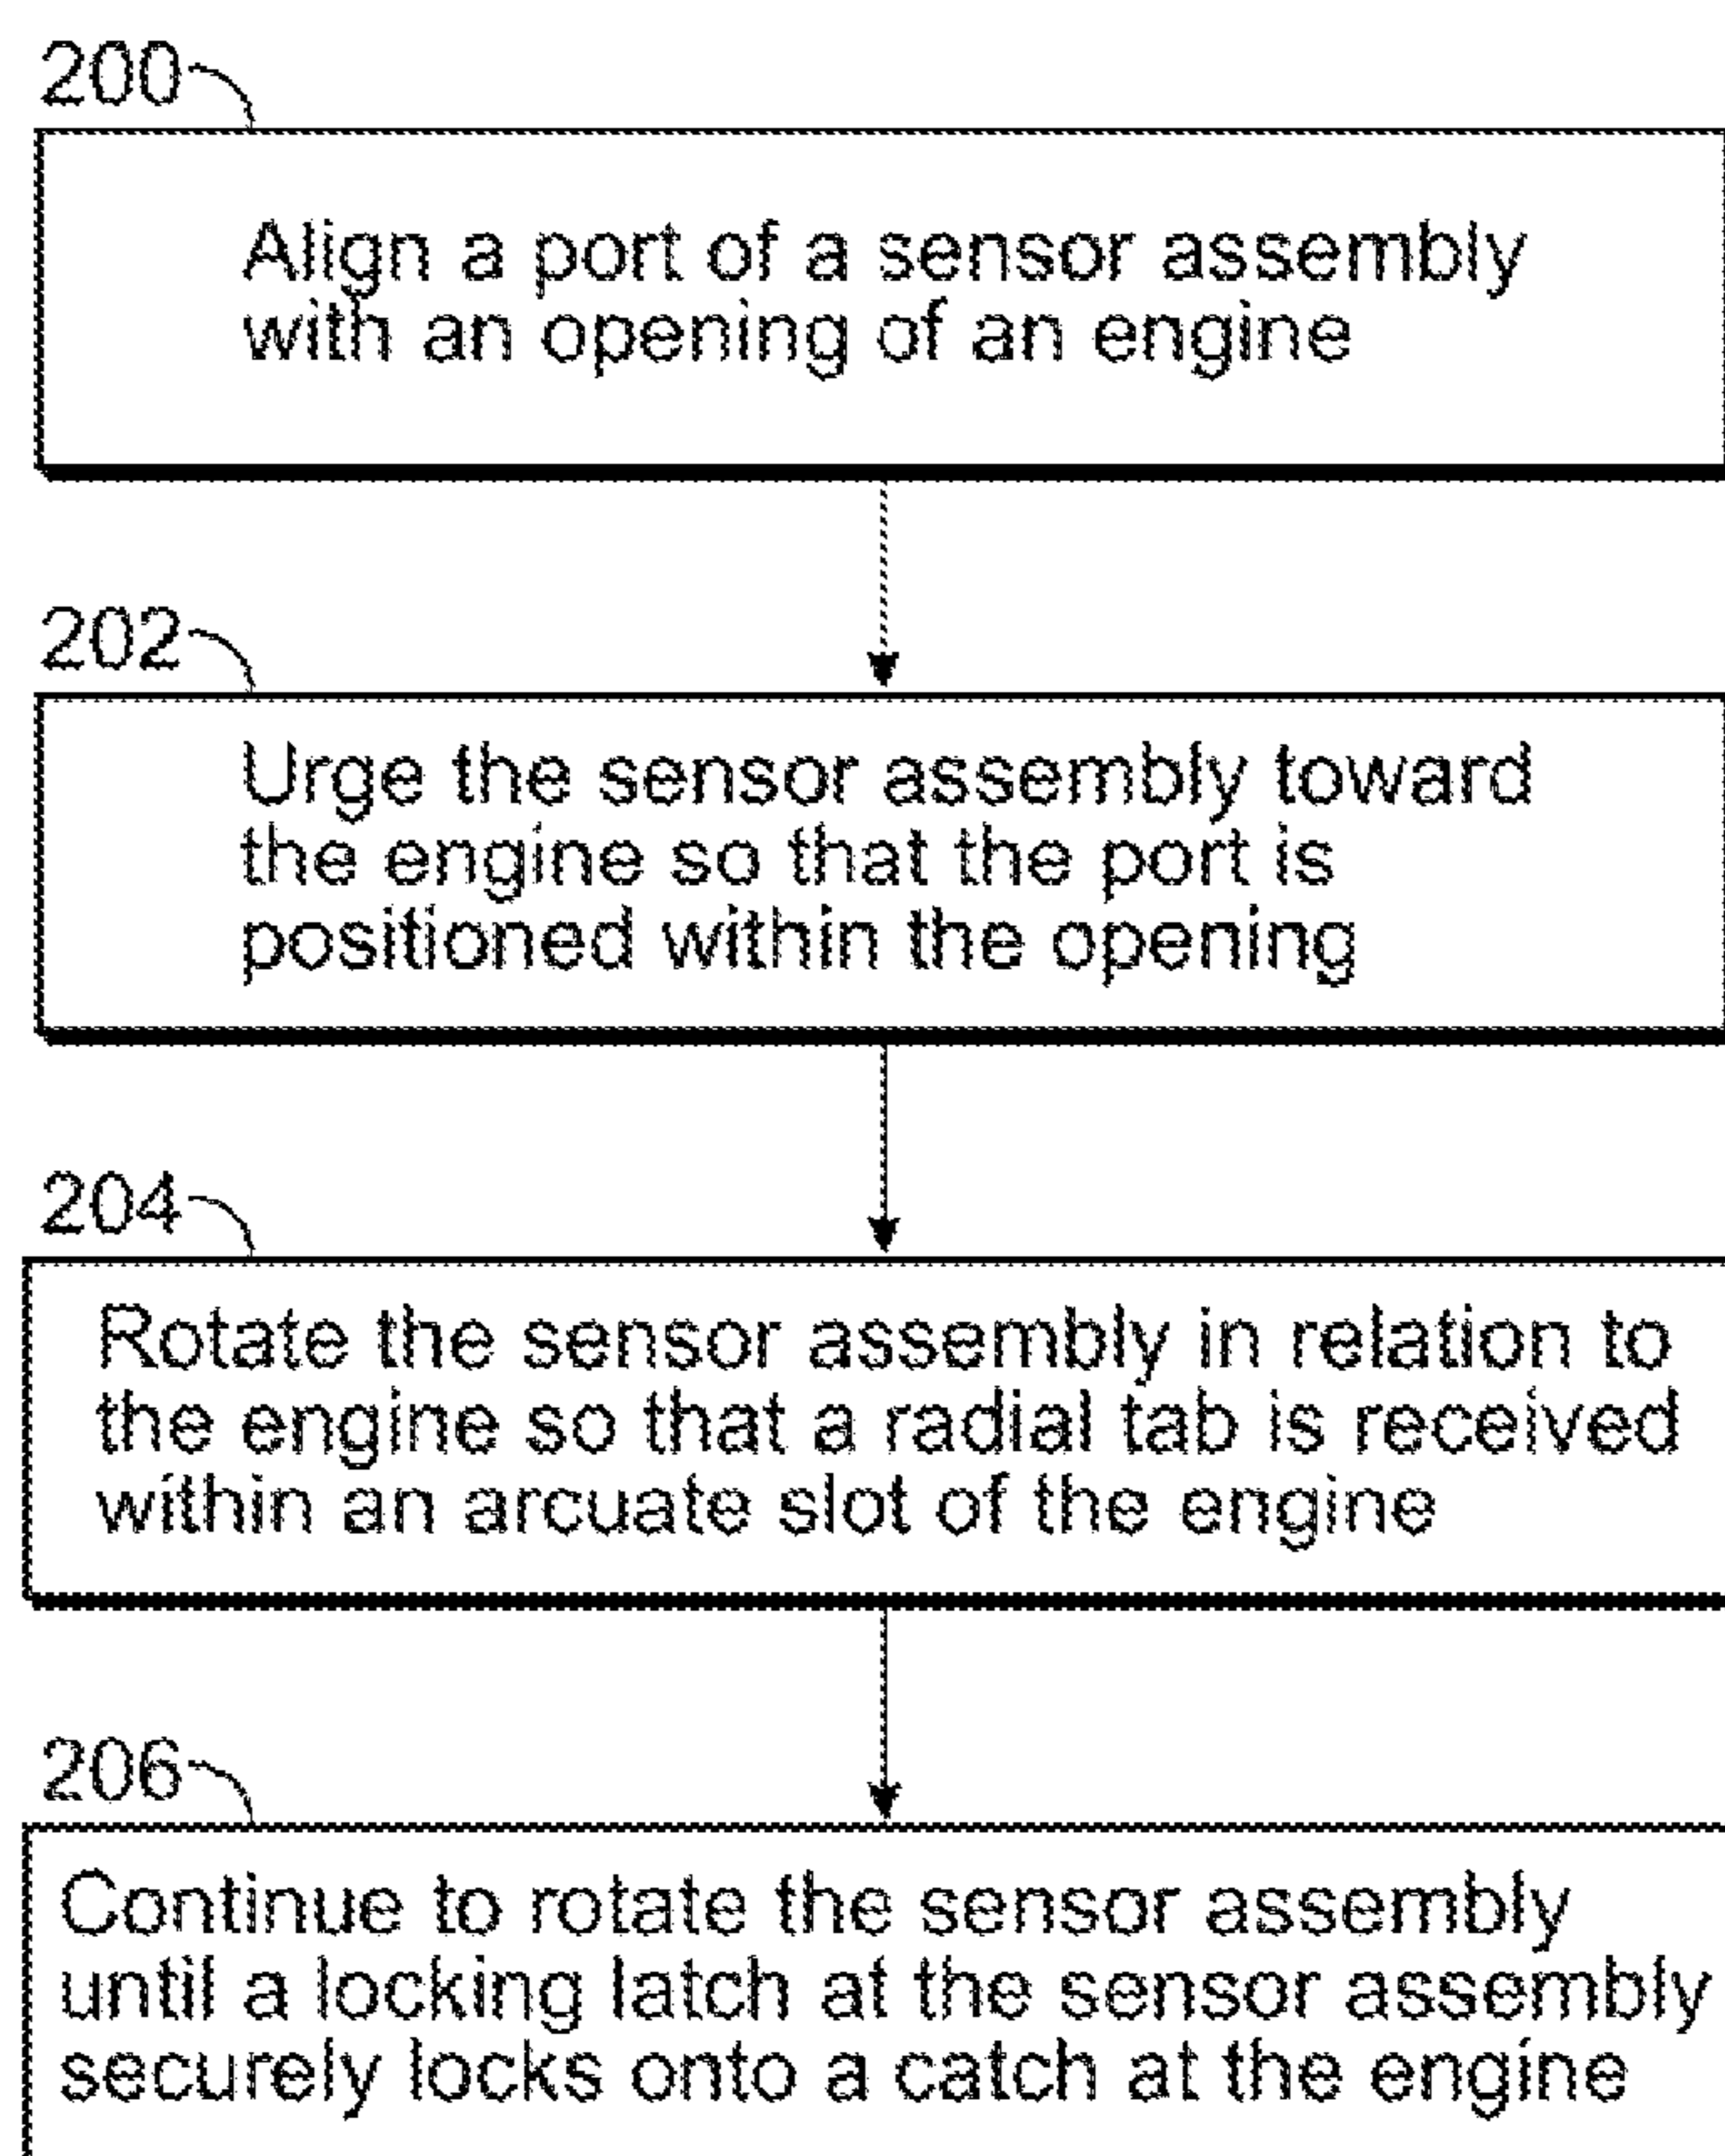 200
Align a port of a sensor assembly
with an opening of an engine
202
Urge the sensor assembly toward
the engine so that the port is
positioned within the opening
204
Rotate the sensor assembly in relation to
the engine so that a radial tab is received
within an arcuate slot of the engine
206
Continue to rotate the sensor assembly
until a locking latch at the sensor assembly
securely locks onto a catch at the engine